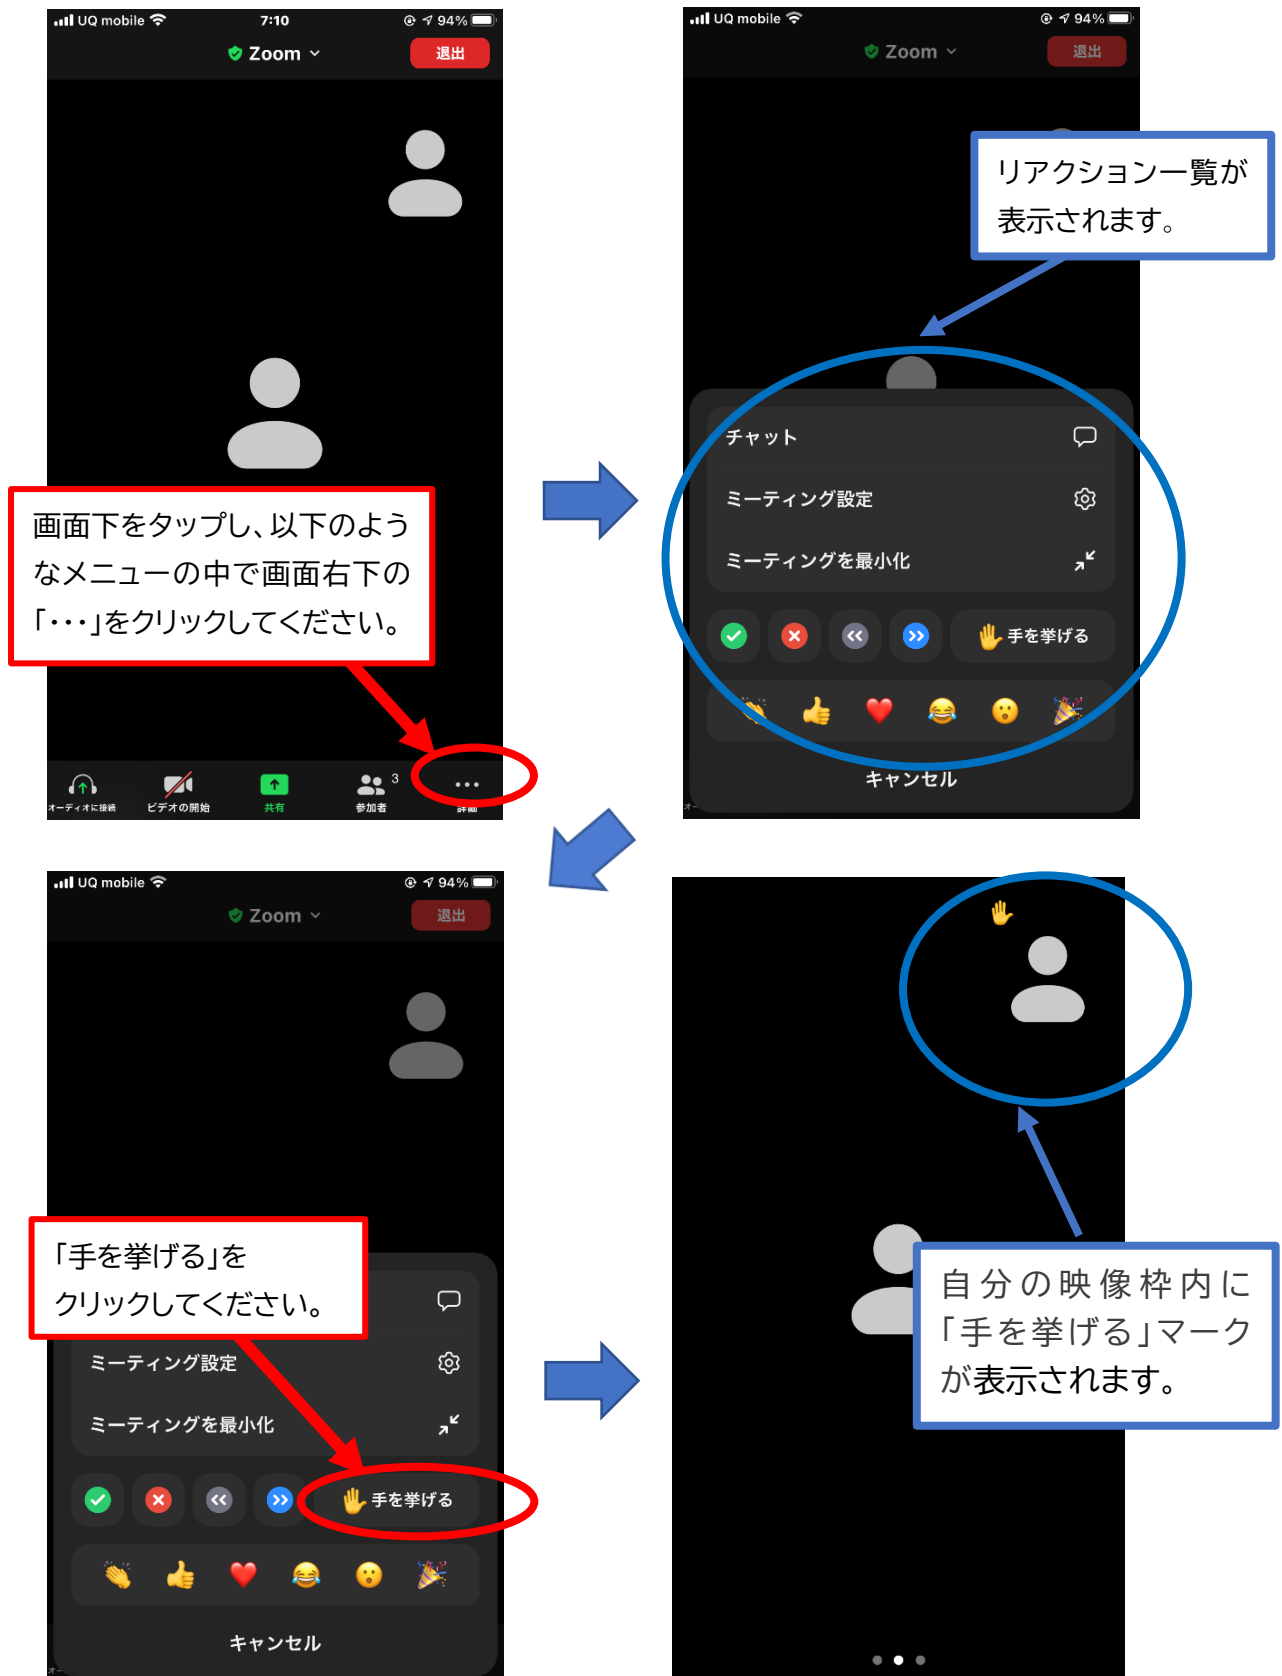 UQ mobile 7:10 94%
Zoom 退出
画面下をタップし、以下のよう
なメニューの中で画面右下の
「・・・」をクリックしてください。
オーディオに接続 ビデオの開始 共有 参加者 3 詳細
UQ mobile 94%
Zoom 退出
リアクション一覧が
表示されます。
チャット
ミーティング設定
ミーティングを最小化
手を挙げる
キャンセル
UQ mobile 94%
Zoom 退出
「手を挙げる」を
クリックしてください。
ミーティング設定
ミーティングを最小化
手を挙げる
キャンセル
自分の映像枠内に
「手を挙げる」マーク
が表示されます。